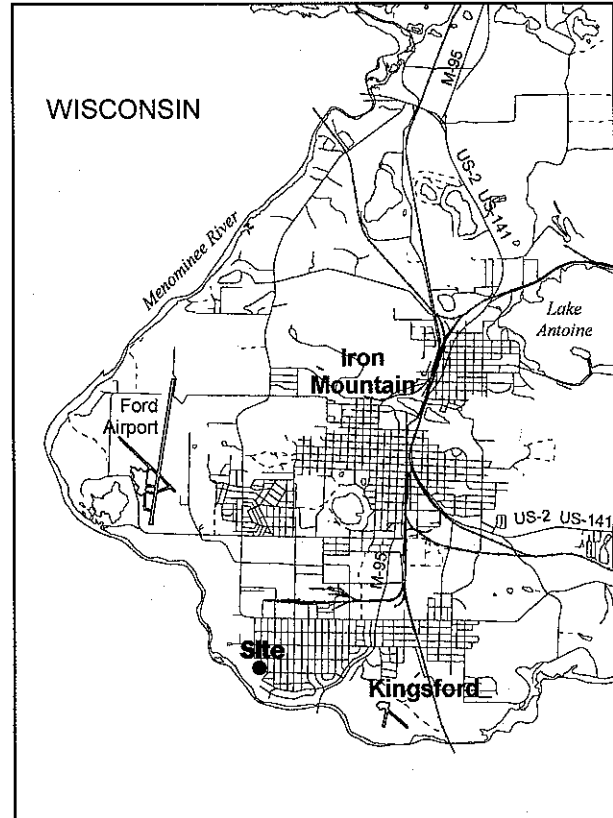 M-95
WISCONSIN
US-2 US-141
Menominee River
Lake
Antoine
Iron
Mountain
Ford
Airport
US-2 US-141
M-95
Site
Kingsford